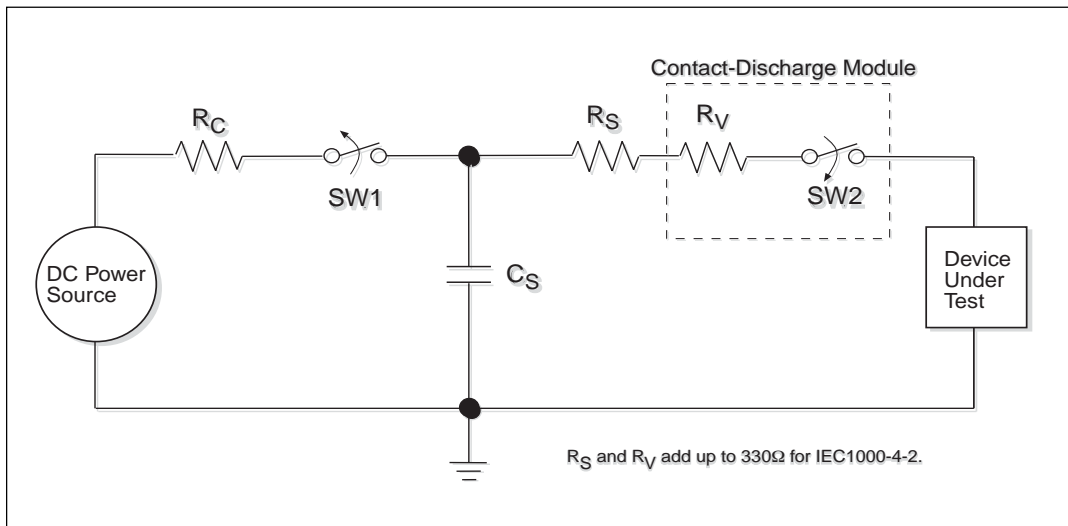 Contact-Discharge Module
RC
RS
RV
SW1
SW2
DC Power
Source
CS
Device
Under
Test
RS and RV add up to 330Ω for IEC1000-4-2.